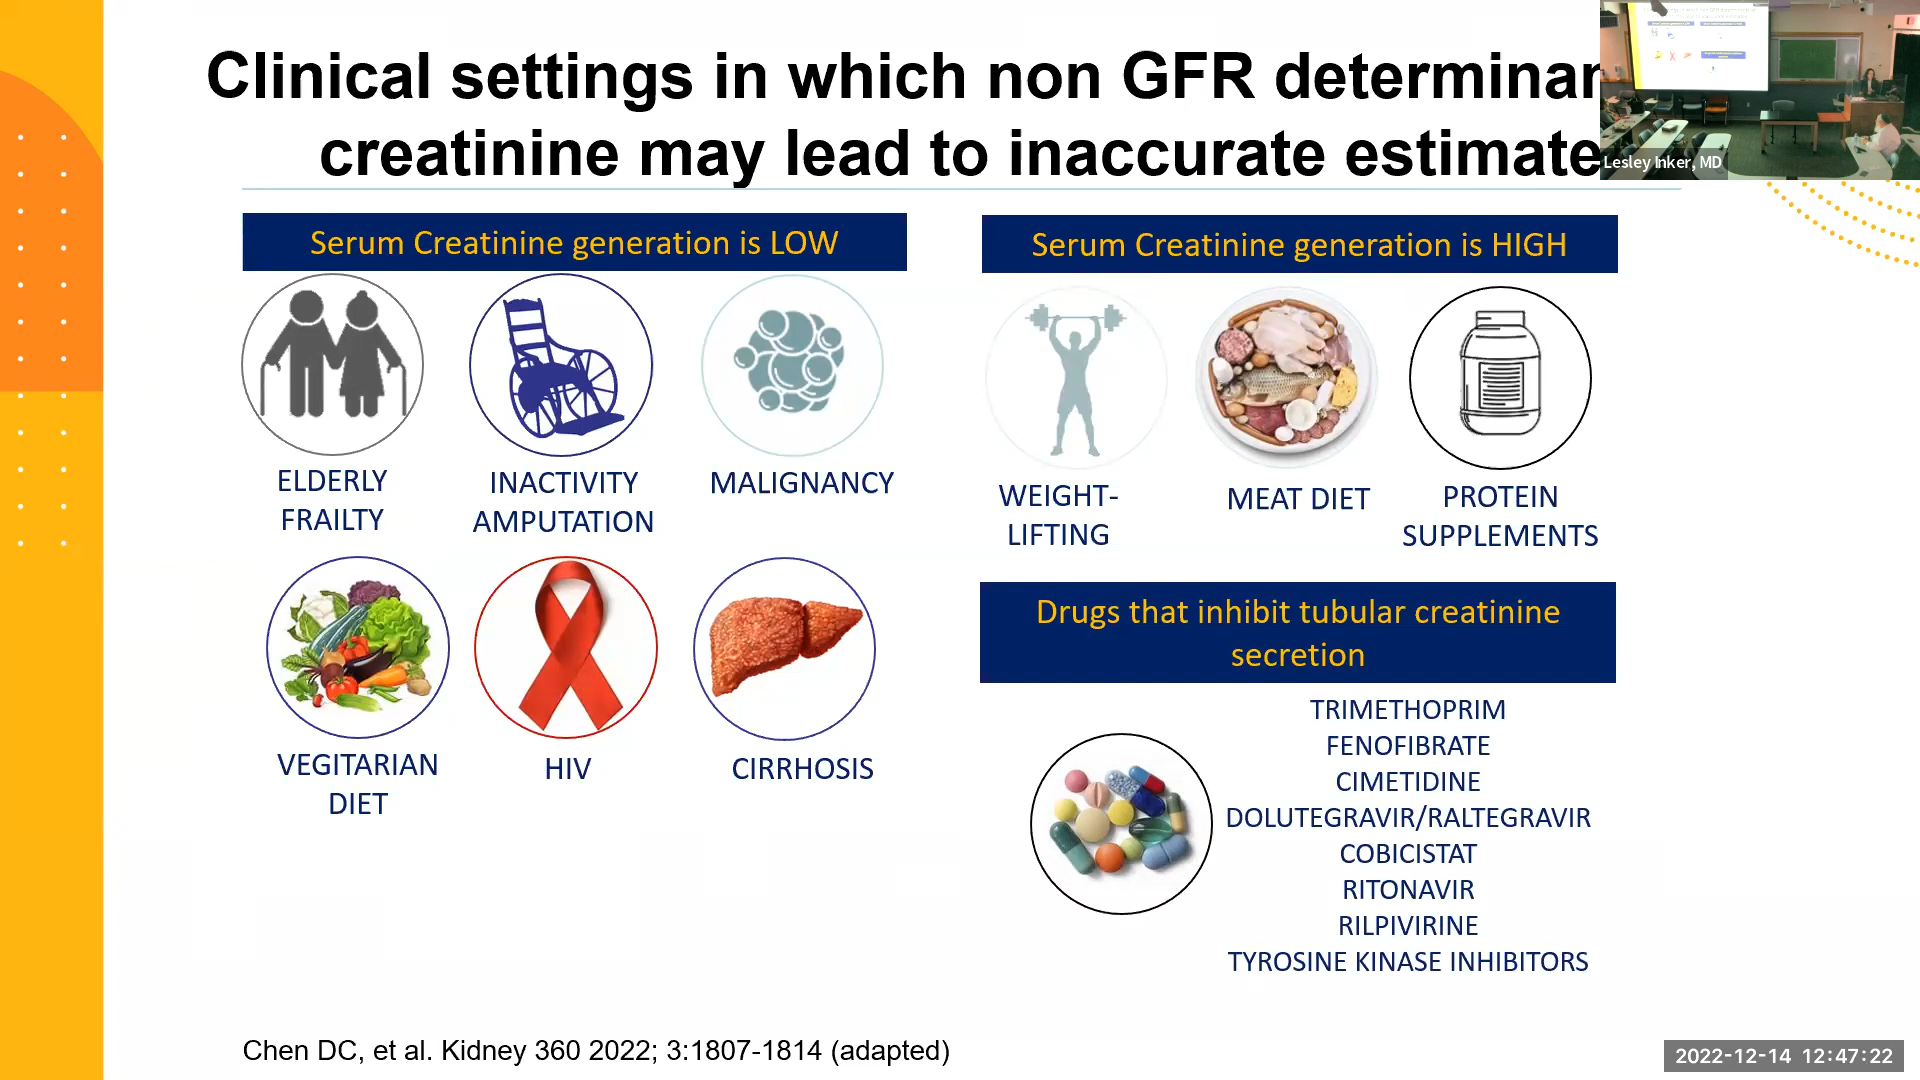 Clinical settings in which non GFR determinan
creatinine may lead to inaccurate estimate
Lesley Inker, MD
Serum Creatinine generation is LOW
ELDERLY
FRAILTY
INACTIVITY
AMPUTATION
MALIGNANCY
VEGITARIAN
DIET
HIV
CIRRHOSIS
Serum Creatinine generation is HIGH
WEIGHT-
LIFTING
MEAT DIET
PROTEIN
SUPPLEMENTS
Drugs that inhibit tubular creatinine
secretion
TRIMETHOPRIM
FENOFIBRATE
CIMETIDINE
DOLUTEGRAVIR/RALTEGRAVIR
COBICISTAT
RITONAVIR
RILPIVIRINE
TYROSINE KINASE INHIBITORS
Chen DC, et al. Kidney 360 2022; 3:1807-1814 (adapted)
2022-12-14 12:47:22